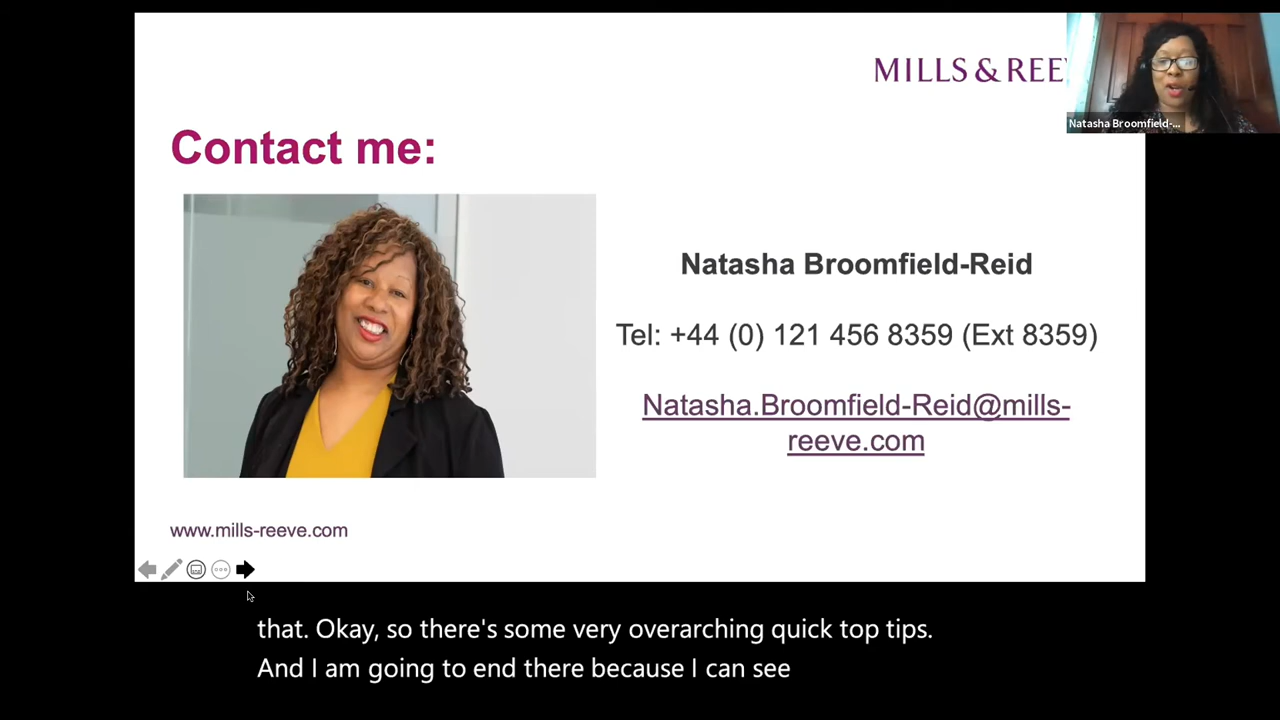 MILLS & REE
Natasha Broomfield-...
Contact me:
Natasha Broomfield-Reid
Tel: +44 (0) 121 456 8359 (Ext 8359)
Natasha.Broomfield-Reid@mills-
reeve.com
www.mills-reeve.com
that. Okay, so there's some very overarching quick top tips.
And I am going to end there because I can see